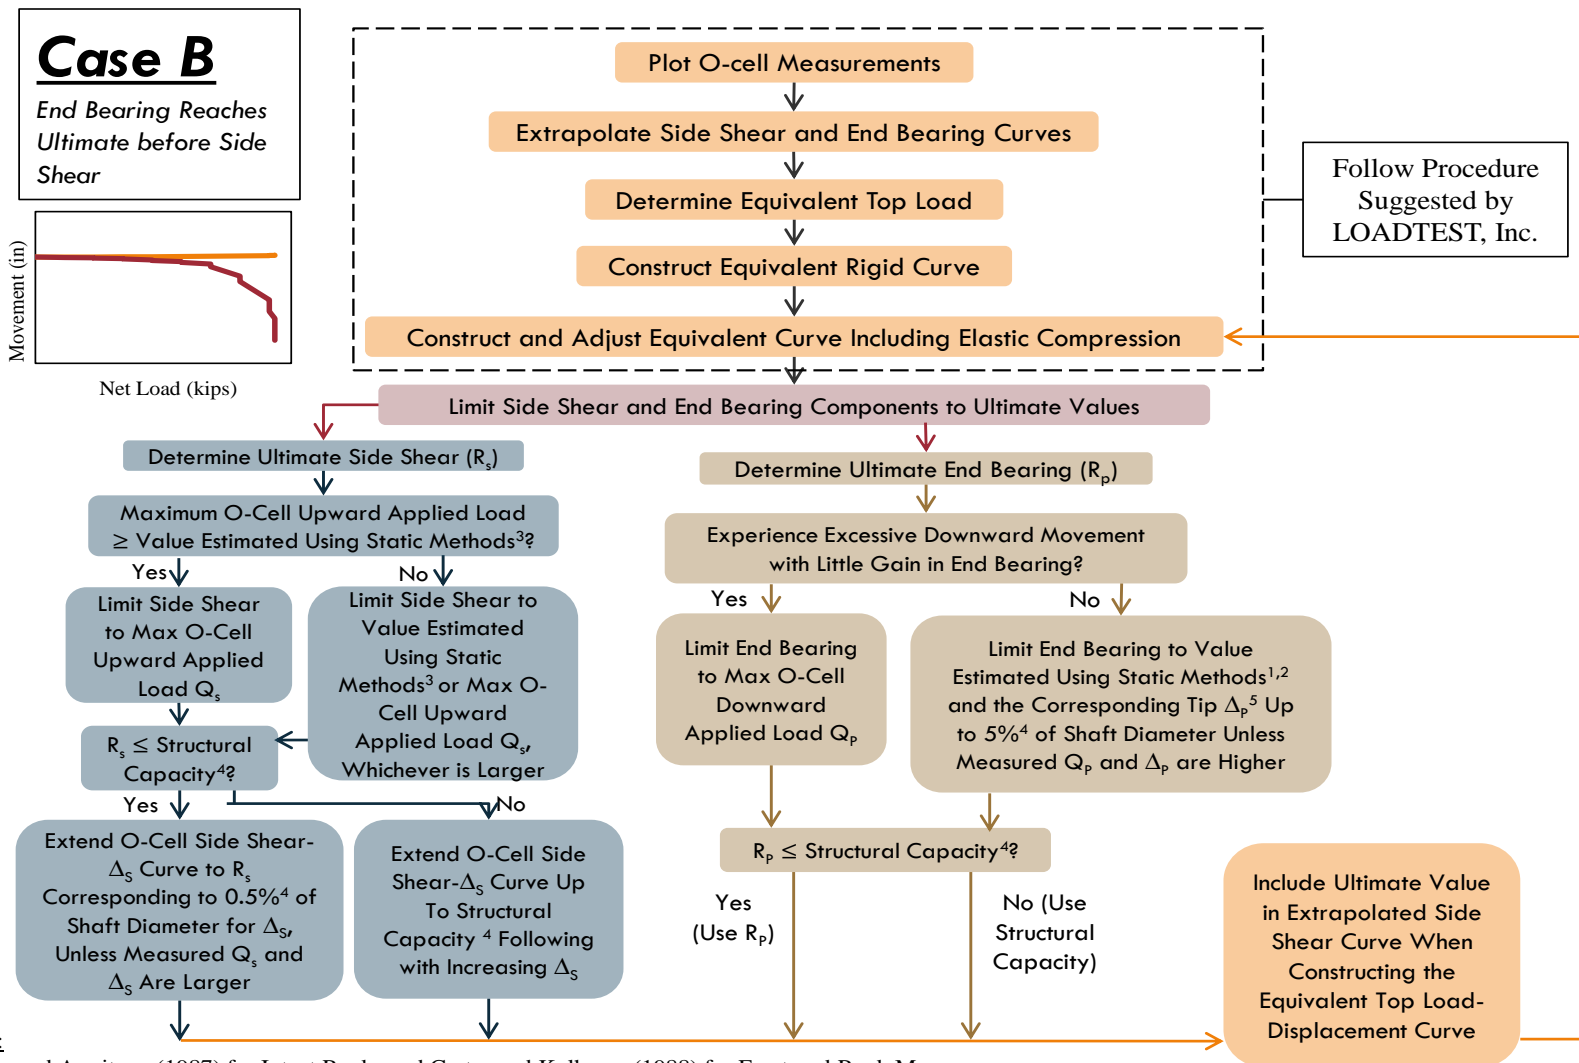 Case B
End Bearing Reaches
Ultimate before Side
Shear
Movement (in)
Net Load (kips)
Plot O-cell Measurements
Extrapolate Side Shear and End Bearing Curves
Determine Equivalent Top Load
Construct Equivalent Rigid Curve
Construct and Adjust Equivalent Curve Including Elastic Compression
Follow Procedure
Suggested by
LOADTEST, Inc.
Limit Side Shear and End Bearing Components to Ultimate Values
Determine Ultimate Side Shear (Rs)
Maximum O-Cell Upward Applied Load
≥ Value Estimated Using Static Methods³?
Yes
No
Limit Side Shear
to Max O-Cell
Upward Applied
Load Qs
Limit Side Shear to
Value Estimated
Using Static
Methods³ or Max O-
Cell Upward
Applied Load Qs,
Whichever is Larger
Rs ≤ Structural
Capacity⁴?
Yes
No
Extend O-Cell Side Shear-
ΔS Curve to Rs
Corresponding to 0.5%⁴ of
Shaft Diameter for ΔS,
Unless Measured Qs and
ΔS Are Larger
Extend O-Cell Side
Shear-ΔS Curve Up
To Structural
Capacity ⁴ Following
with Increasing ΔS
Determine Ultimate End Bearing (Rp)
Experience Excessive Downward Movement
with Little Gain in End Bearing?
Yes
No
Limit End Bearing
to Max O-Cell
Downward
Applied Load QP
Limit End Bearing to Value
Estimated Using Static Methods¹,²
and the Corresponding Tip ΔP⁵ Up
to 5%⁴ of Shaft Diameter Unless
Measured QP and ΔP are Higher
RP ≤ Structural Capacity⁴?
Yes
(Use RP)
No (Use
Structural
Capacity)
Include Ultimate Value
in Extrapolated Side
Shear Curve When
Constructing the
Equivalent Top Load-
Displacement Curve